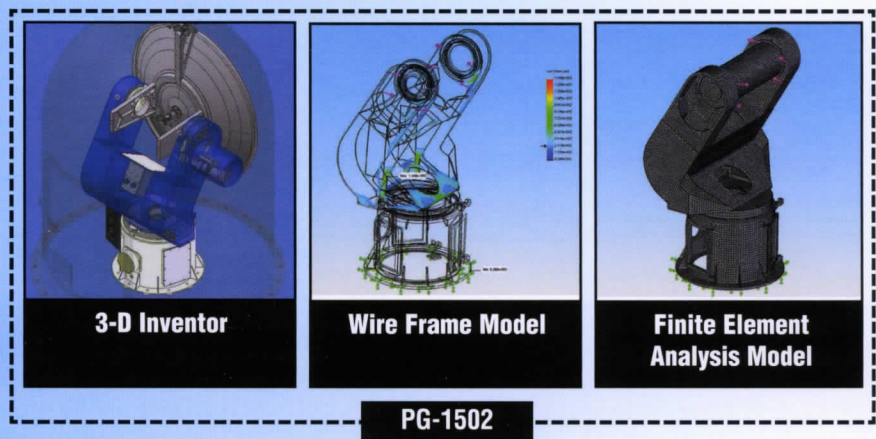 3-D Inventor
Wire Frame Model
Finite Element
Analysis Model
PG-1502